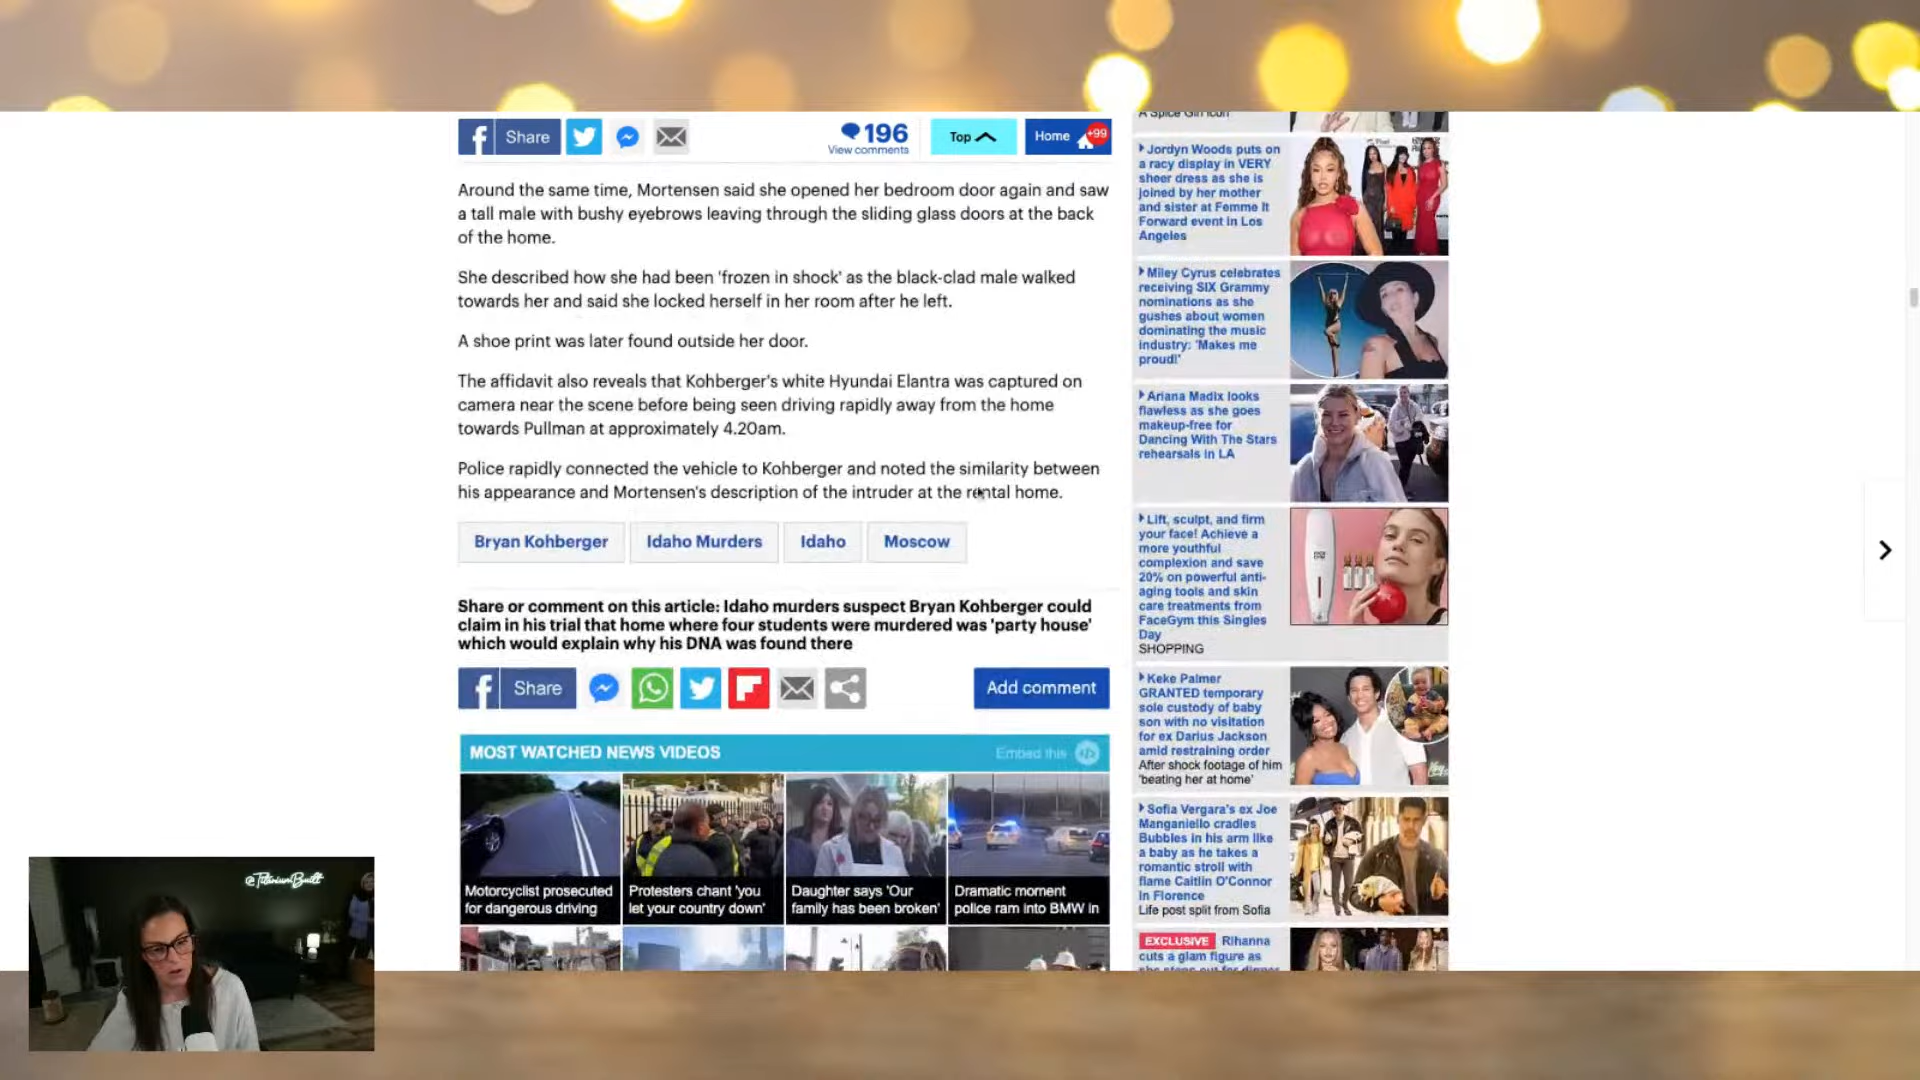 Share
196
View comments
Top
Home
+99
Around the same time, Mortensen said she opened her bedroom door again and saw
a tall male with bushy eyebrows leaving through the sliding glass doors at the back
of the home.
She described how she had been 'frozen in shock' as the black-clad male walked
towards her and said she locked herself in her room after he left.
A shoe print was later found outside her door.
The affidavit also reveals that Kohberger's white Hyundai Elantra was captured on
camera near the scene before being seen driving rapidly away from the home
towards Pullman at approximately 4.20am.
Police rapidly connected the vehicle to Kohberger and noted the similarity between
his appearance and Mortensen's description of the intruder at the rental home.
Bryan Kohberger
Idaho Murders
Idaho
Moscow
Share or comment on this article: Idaho murders suspect Bryan Kohberger could
claim in his trial that home where four students were murdered was 'party house'
which would explain why his DNA was found there
Share
Add comment
MOST WATCHED NEWS VIDEOS
Embed this
Motorcyclist prosecuted
for dangerous driving
Protesters chant 'you
let your country down'
Daughter says 'Our
family has been broken'
Dramatic moment
police ram into BMW in
A Spice Girl icon
Jordyn Woods puts on
a racy display in VERY
sheer dress as she is
joined by her mother
and sister at Femme It
Forward event in Los
Angeles
Miley Cyrus celebrates
receiving SIX Grammy
nominations as she
gushes about women
dominating the music
industry: 'Makes me
proud!'
Ariana Madix looks
flawless as she goes
makeup-free for
Dancing With The Stars
rehearsals in LA
Lift, sculpt, and firm
your face! Achieve a
more youthful
complexion and save
20% on powerful anti-
aging tools and skin
care treatments from
FaceGym this Singles
Day
SHOPPING
Keke Palmer
GRANTED temporary
sole custody of baby
son with no visitation
for ex Darius Jackson
amid restraining order
After shock footage of him
'beating her at home'
Sofia Vergara's ex Joe
Manganiello cradles
Bubbles in his arm like
a baby as he takes a
romantic stroll with
flame Caitlin O'Connor
in Florence
Life post split from Sofia
EXCLUSIVE Rihanna
cuts a glam figure as
she steps out for dinner
@TitaniumBuilt